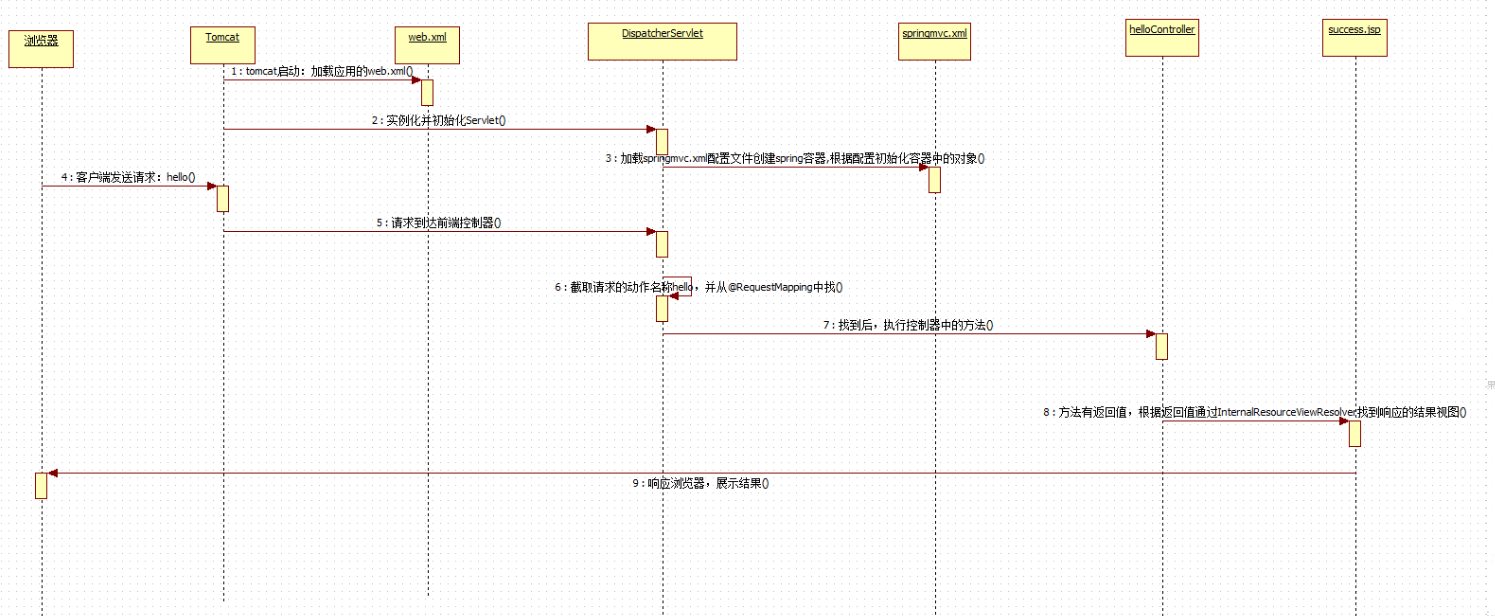 浏览器
Tomcat
web.xml
DispatcherServlet
springmvc.xml
helloController
success.jsp
1 : tomcat启动：加载应用的web.xml()
2 : 实例化并初始化Servlet()
3 : 加载springmvc.xml配置文件创建spring容器,根据配置初始化容器中的对象()
4 : 客户端发送请求：hello()
5 : 请求到达前端控制器()
6 : 截取请求的动作名称hello，并从@RequestMapping中找()
7 : 找到后，执行控制器中的方法()
8 : 方法有返回值，根据返回值通过InternalResourceViewResolver找到响应的结果视图()
9 : 响应浏览器，展示结果()